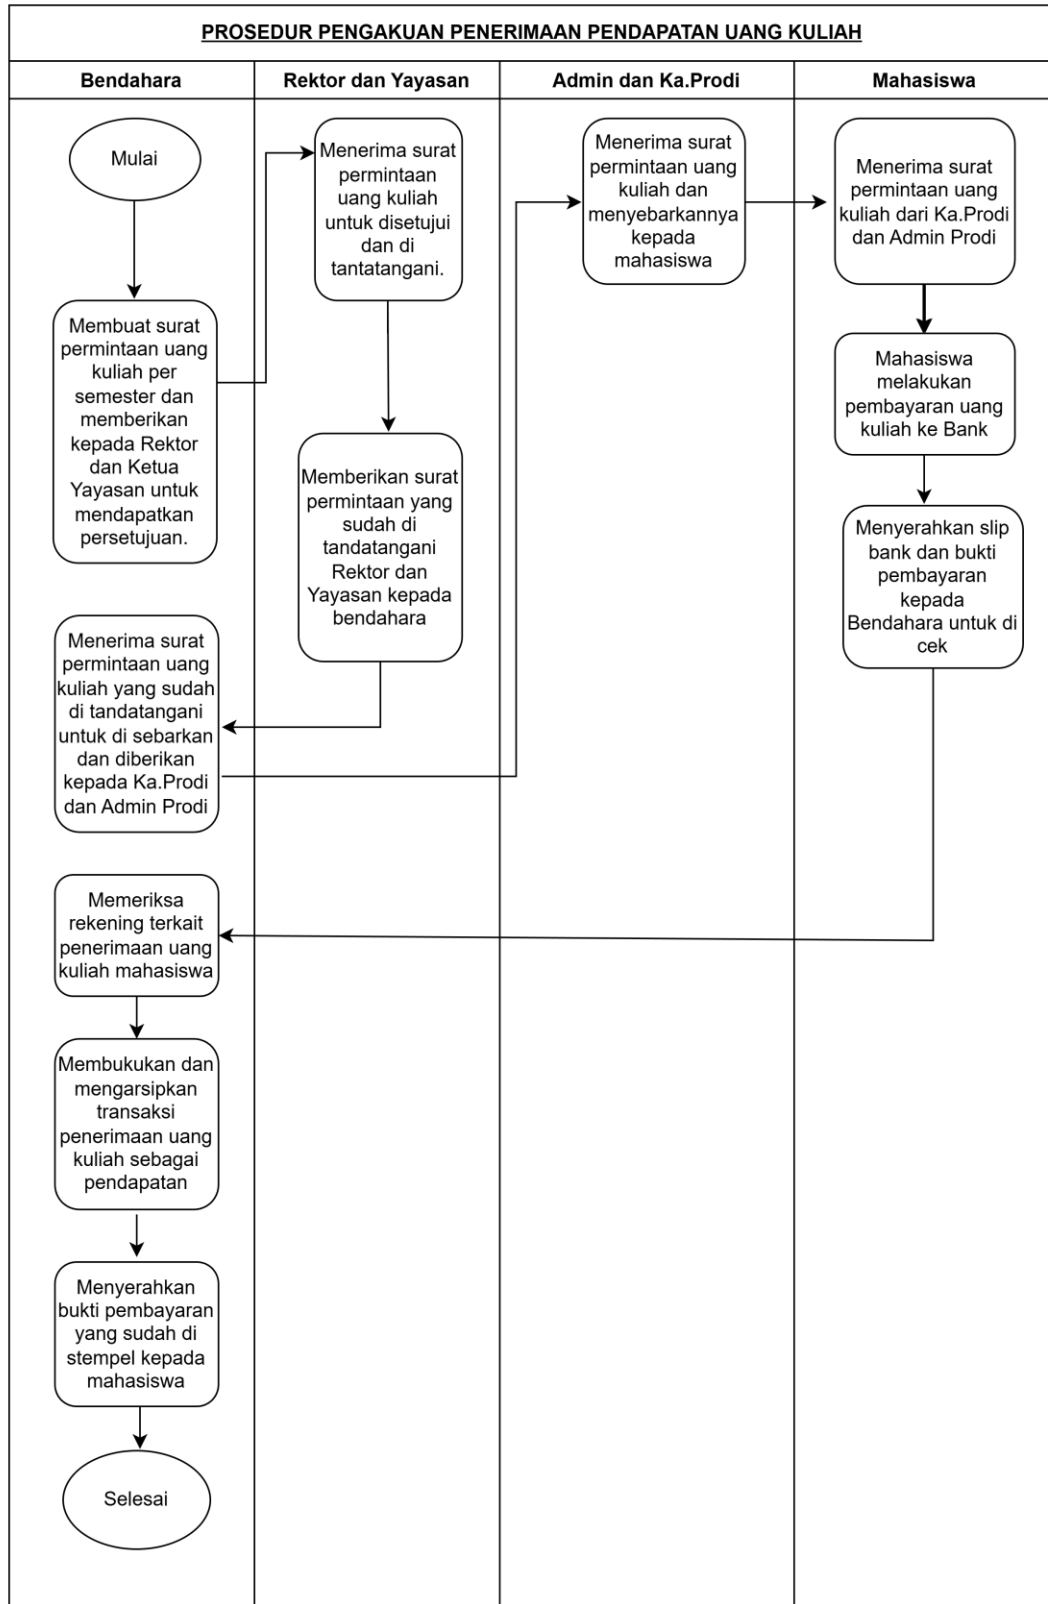 PROSEDUR PENGAKUAN PENERIMAAN PENDAPATAN UANG KULIAH
Bendahara
Rektor dan Yayasan
Admin dan Ka.Prodi
Mahasiswa
Mulai
Membuat surat
permintaan uang
kuliah per
semester dan
memberikan
kepada Rektor
dan Ketua
Yayasan untuk
mendapatkan
persetujuan.
Menerima surat
permintaan
uang kuliah
untuk disetujui
dan di
tantatangani.
Memberikan surat
permintaan yang
sudah di
tandatangani
Rektor dan
Yayasan kepada
bendahara
Menerima surat
permintaan uang
kuliah yang sudah
di tandatangani
untuk di sebarkan
dan diberikan
kepada Ka.Prodi
dan Admin Prodi
Menerima surat
permintaan uang
kuliah dan
menyebarkannya
kepada
mahasiswa
Menerima surat
permintaan uang
kuliah dari Ka.Prodi
dan Admin Prodi
Mahasiswa
melakukan
pembayaran uang
kuliah ke Bank
Menyerahkan slip
bank dan bukti
pembayaran
kepada
Bendahara untuk di
cek
Memeriksa
rekening terkait
penerimaan uang
kuliah mahasiswa
Membukukan dan
mengarsipkan
transaksi
penerimaan uang
kuliah sebagai
pendapatan
Menyerahkan
bukti pembayaran
yang sudah di
stempel kepada
mahasiswa
Selesai